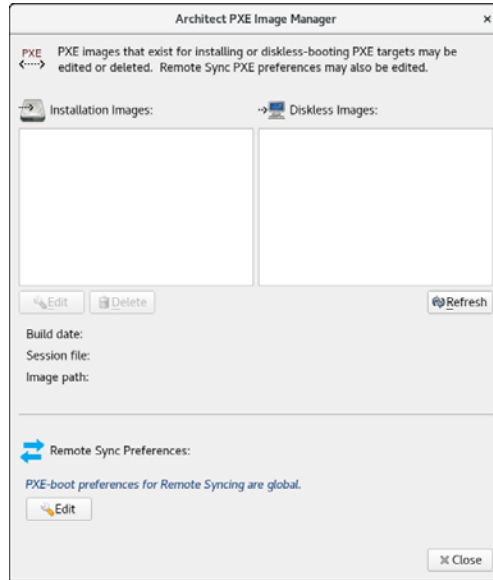 Architect PXE Image Manager
×
PXE
PXE images that exist for installing or diskless-booting PXE targets may be
edited or deleted. Remote Sync PXE preferences may also be edited.
Installation Images:
Diskless Images:
Edit
Delete
Refresh
Build date:
Session file:
Image path:
Remote Sync Preferences:
PXE-boot preferences for Remote Syncing are global.
Edit
Close